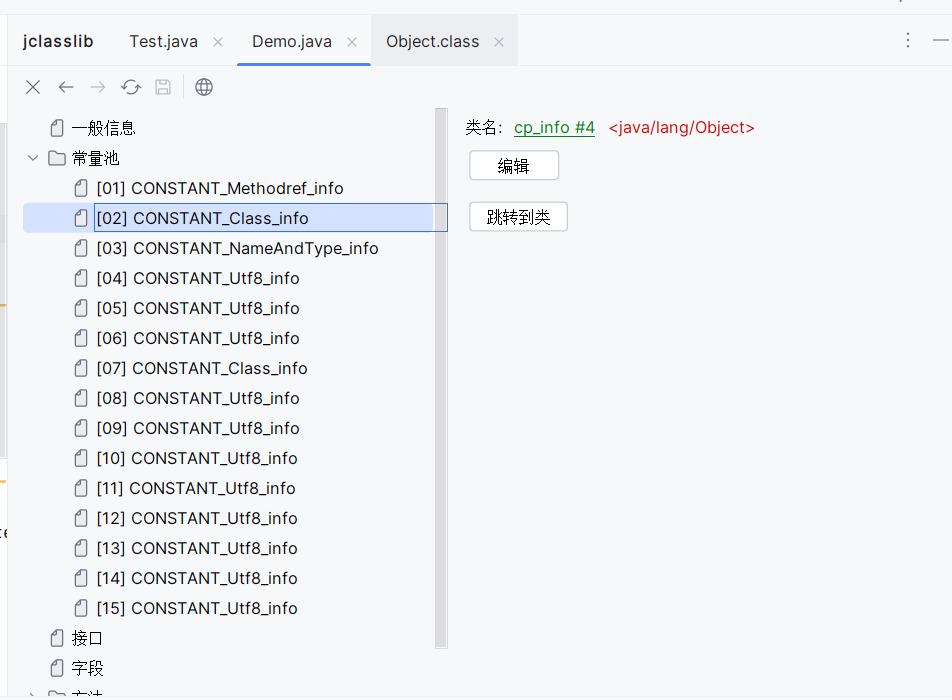 jclasslib Test.java Demo.java Object.class
一般信息
类名: cp_info #4 <java/lang/Object>
常量池
编辑
[01] CONSTANT_Methodref_info
[02] CONSTANT_Class_info
跳转到类
[03] CONSTANT_NameAndType_info
[04] CONSTANT_Utf8_info
[05] CONSTANT_Utf8_info
[06] CONSTANT_Utf8_info
[07] CONSTANT_Class_info
[08] CONSTANT_Utf8_info
[09] CONSTANT_Utf8_info
[10] CONSTANT_Utf8_info
[11] CONSTANT_Utf8_info
[12] CONSTANT_Utf8_info
[13] CONSTANT_Utf8_info
[14] CONSTANT_Utf8_info
[15] CONSTANT_Utf8_info
接口
字段
方法